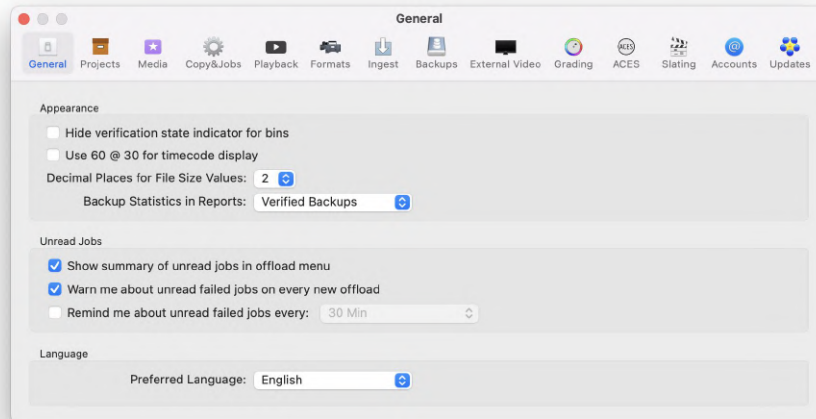 General
General Projects Media Copy&Jobs Playback Formats Ingest Backups External Video Grading ACES Slating Accounts Updates
Appearance
Hide verification state indicator for bins
Use 60 @ 30 for timecode display
Decimal Places for File Size Values: 2
Backup Statistics in Reports: Verified Backups
Unread Jobs
Show summary of unread jobs in offload menu
Warn me about unread failed jobs on every new offload
Remind me about unread failed jobs every: 30 Min
Language
Preferred Language: English